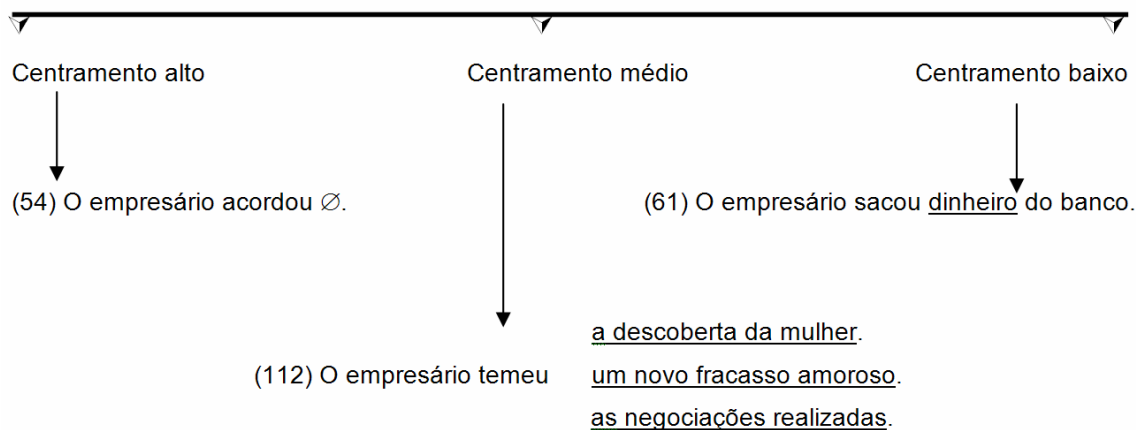 Centramento alto
Centramento médio
Centramento baixo
(54) O empresário acordou ∅.
(61) O empresário sacou dinheiro do banco.
a descoberta da mulher.
(112) O empresário temeu
um novo fracasso amoroso.
as negociações realizadas.